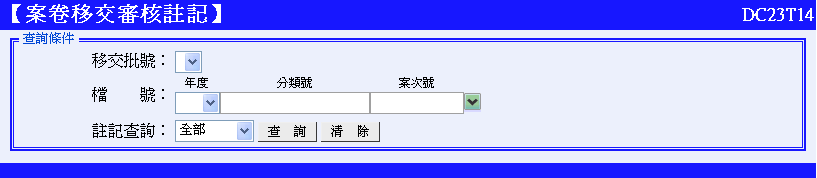 【案卷移交審核註記】 DC23T14
查詢條件
移交批號：
年度 分類號 案次號
檔 號：
註記查詢： 全部 查 詢 清 除